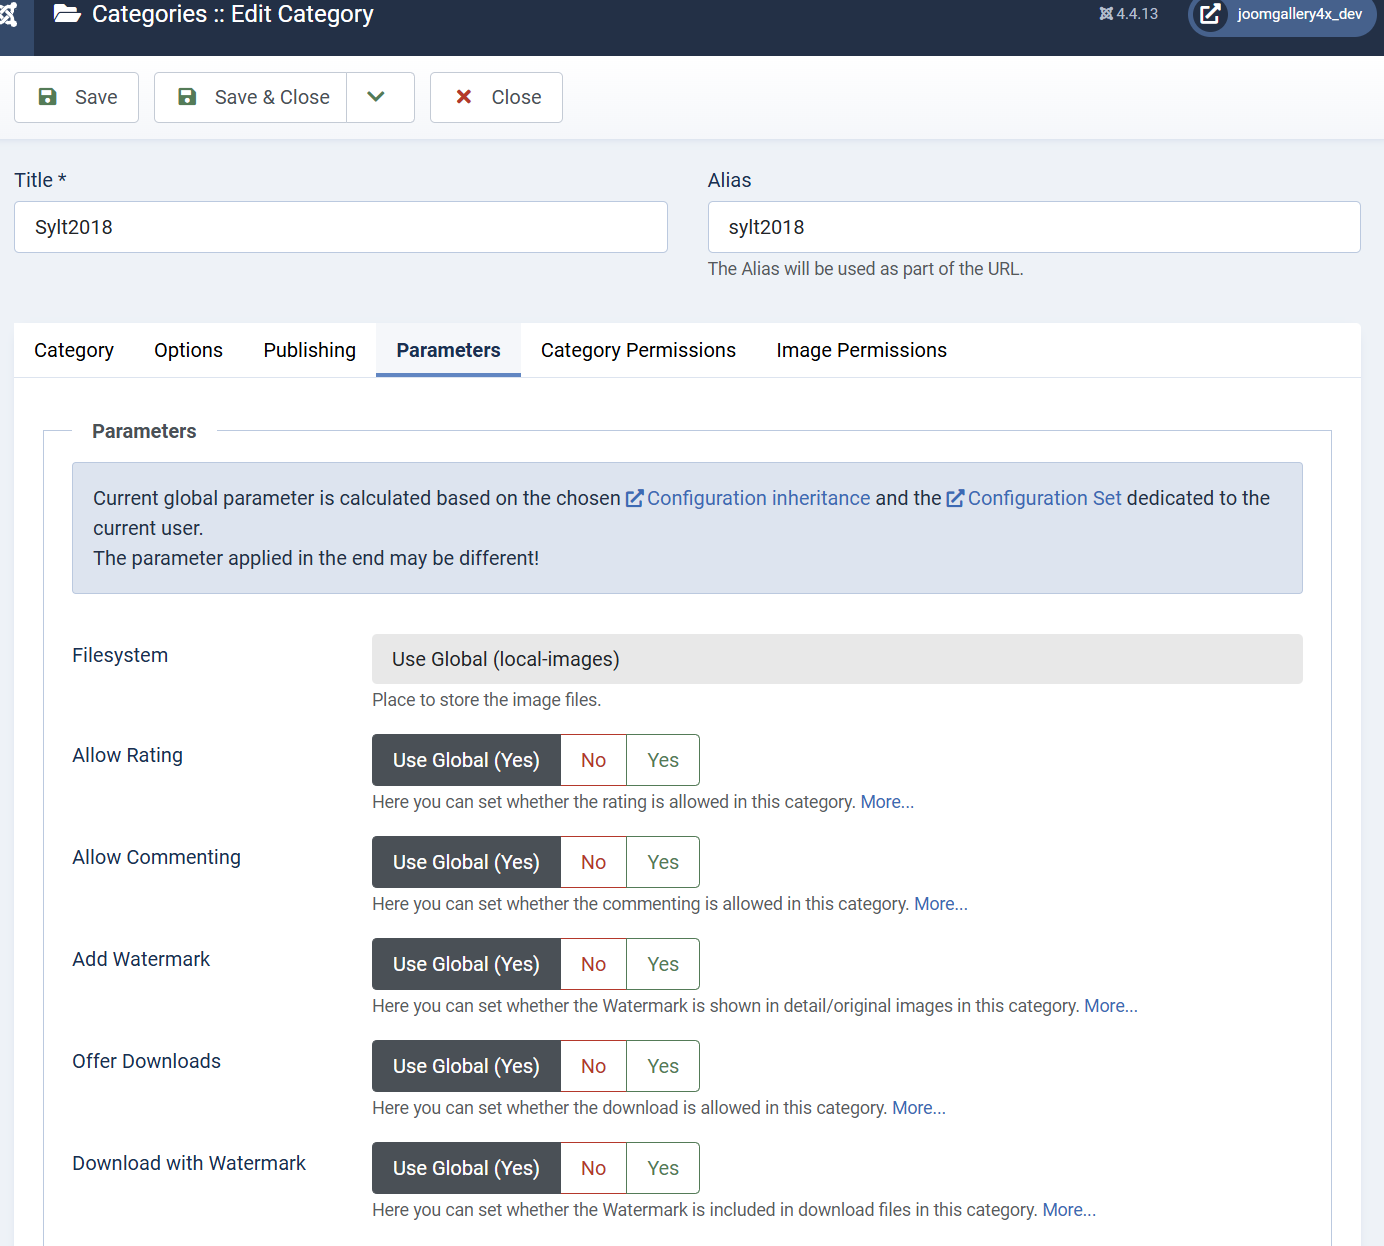 Categories :: Edit Category
4.4.13
joomgallery4x_dev
Save
Save & Close
Close
Title *
Alias
Sylt2018
sylt2018
The Alias will be used as part of the URL.
Category
Options
Publishing
Parameters
Category Permissions
Image Permissions
Parameters
Current global parameter is calculated based on the chosen Configuration inheritance and the Configuration Set dedicated to the
current user.
The parameter applied in the end may be different!
Filesystem
Use Global (local-images)
Place to store the image files.
Allow Rating
Use Global (Yes) No Yes
Here you can set whether the rating is allowed in this category. More...
Allow Commenting
Use Global (Yes) No Yes
Here you can set whether the commenting is allowed in this category. More...
Add Watermark
Use Global (Yes) No Yes
Here you can set whether the Watermark is shown in detail/original images in this category. More...
Offer Downloads
Use Global (Yes) No Yes
Here you can set whether the download is allowed in this category. More...
Download with Watermark
Use Global (Yes) No Yes
Here you can set whether the Watermark is included in download files in this category. More...